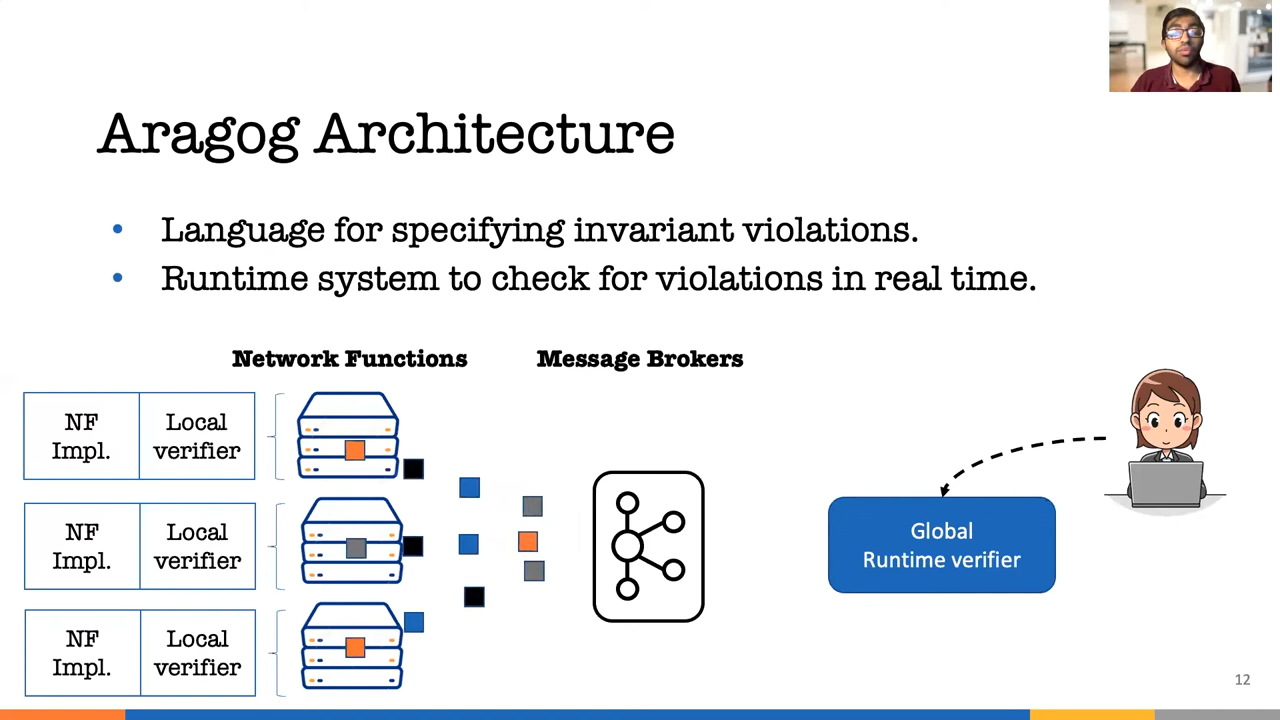 Aragog Architecture
• Language for specifying invariant violations.
• Runtime system to check for violations in real time.
Network Functions
Message Brokers
NF
Impl.
Local
verifier
NF
Impl.
Local
verifier
NF
Impl.
Local
verifier
Global
Runtime verifier
12